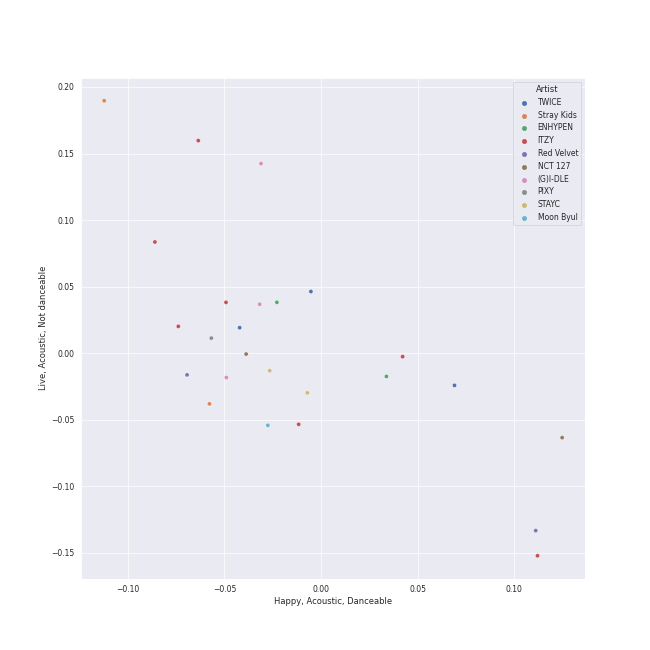 0.20
0.15
0.10
0.05
0.00
−0.05
−0.10
−0.15
Live, Acoustic, Not danceable
−0.10
−0.05
0.00
0.05
0.10
Happy, Acoustic, Danceable
Artist
TWICE
Stray Kids
ENHYPEN
ITZY
Red Velvet
NCT 127
(G)I-DLE
PIXY
STAYC
Moon Byul